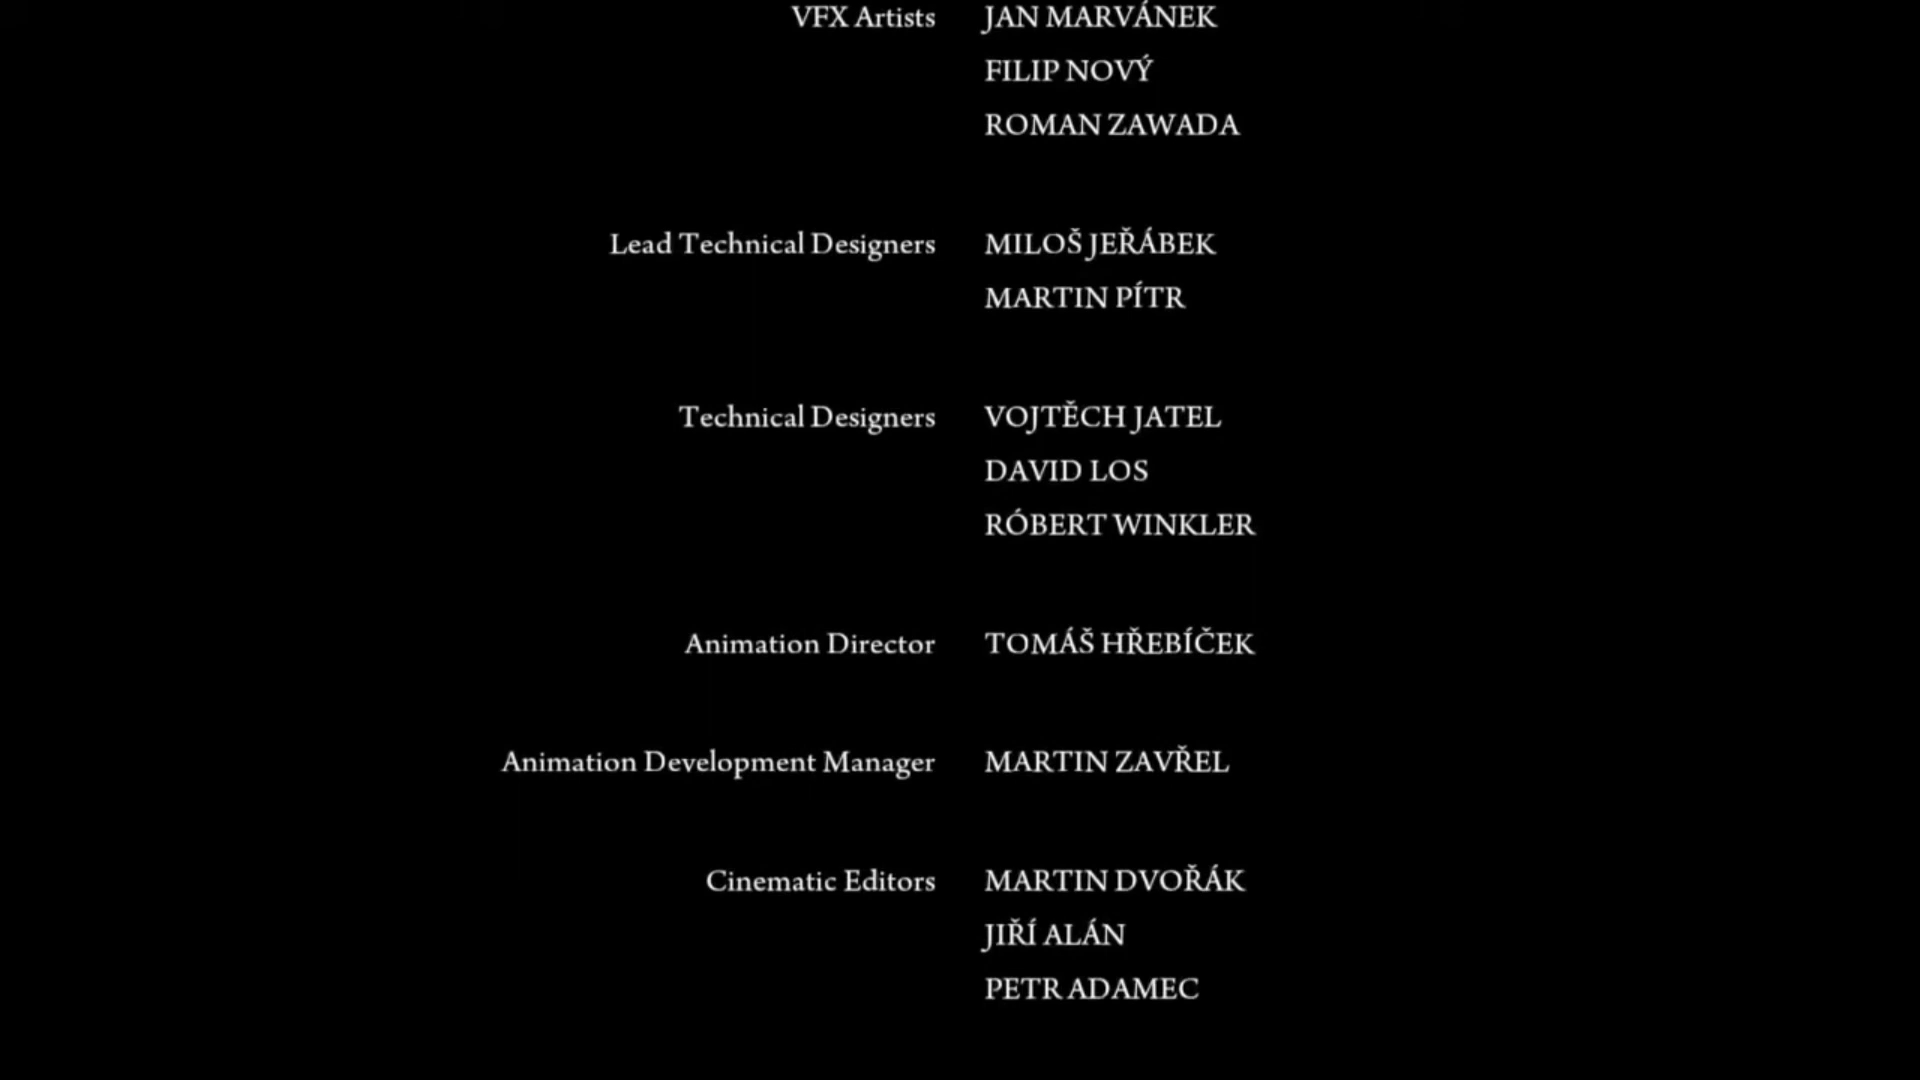 VFX Artists JAN MARVÁNEK
FILIP NOVÝ
ROMAN ZAWADA
Lead Technical Designers MILOŠ JEŘÁBEK
MARTIN PÍTR
Technical Designers VOJTĚCH JATEL
DAVID LOS
RÓBERT WINKLER
Animation Director TOMÁŠ HŘEBÍČEK
Animation Development Manager MARTIN ZAVŘEL
Cinematic Editors MARTIN DVOŘÁK
JIŘÍ ALÁN
PETR ADAMEC